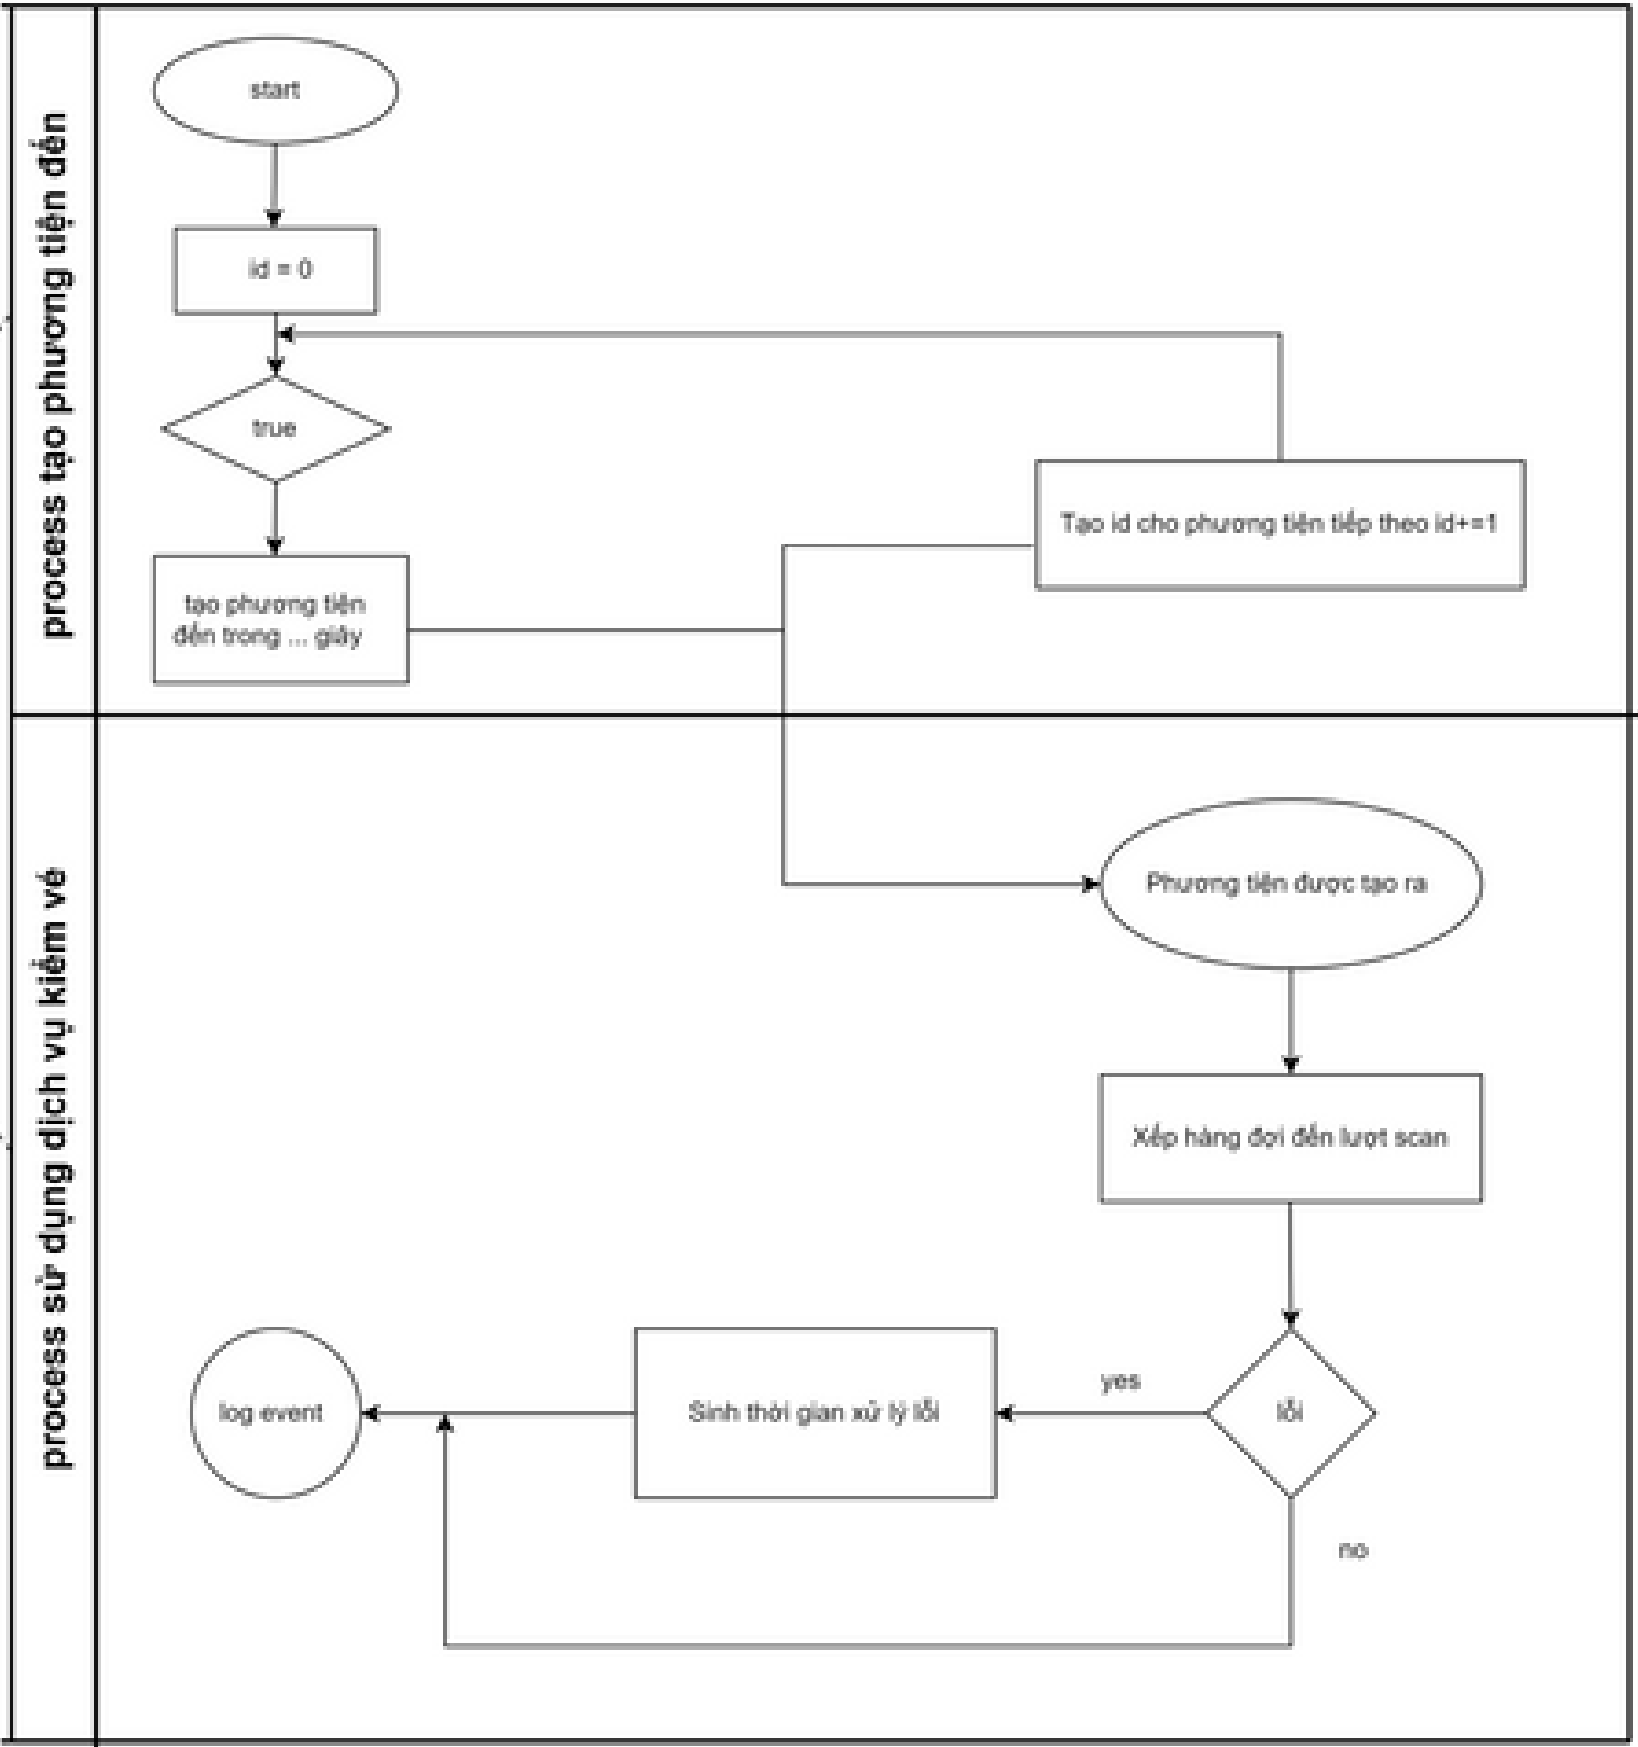 process tạo phương tiện đến
start
id = 0
true
tạo phương tiện
đến trong ... giây
Tạo id cho phương tiện tiếp theo id+=1
process sử dụng dịch vụ kiểm vé
Phương tiện được tạo ra
Xếp hàng đợi đến lượt scan
lỗi
yes
no
Sinh thời gian xử lý lỗi
log event